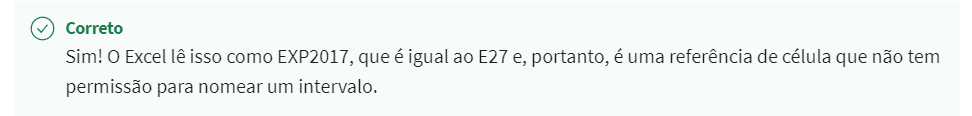 Correto
Sim! O Excel lê isso como EXP2017, que é igual ao E27 e, portanto, é uma referência de célula que não tem
permissão para nomear um intervalo.